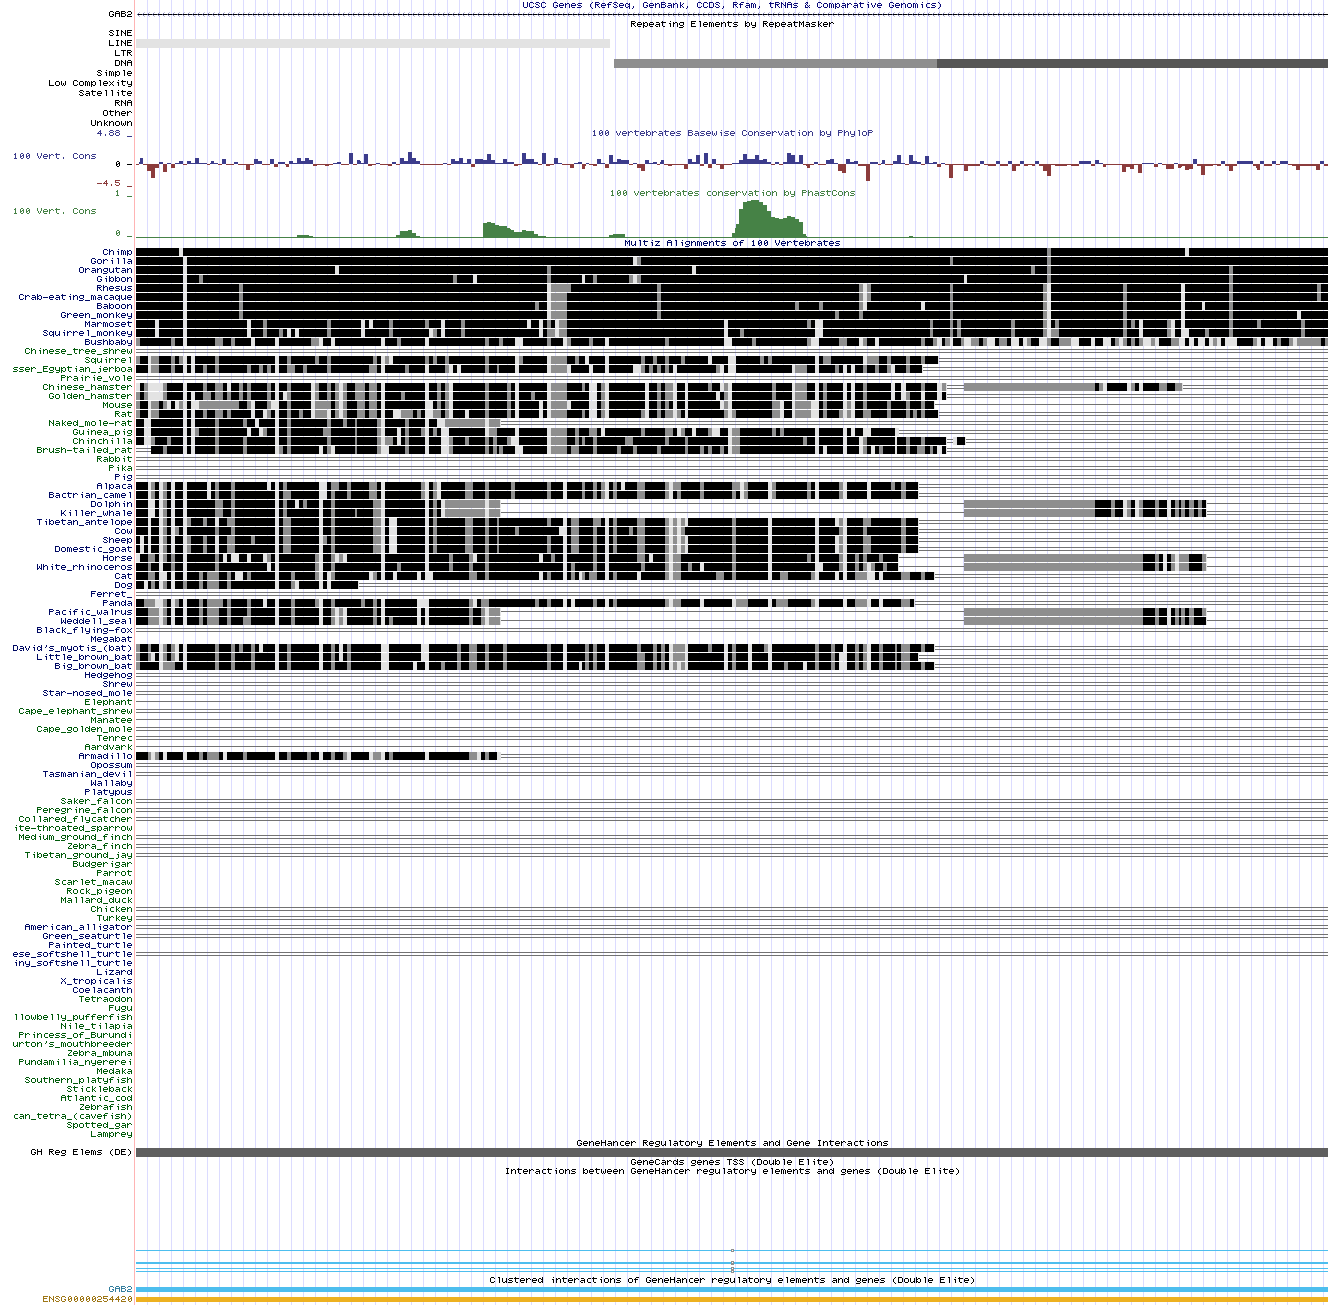 UCSC Genes (RefSeq, GenBank, CCDS, Rfam, tRNAs & Comparative Genomics)
GAB2
Repeating Elements by RepeatMasker
SINE
LINE
LTR
DNA
Simple
Low Complexity
Satellite
RNA
Other
Unknown
4.88 _
100 vertebrates Basewise Conservation by PhyloP
100 Vert. Cons
0 _
-4.5 _
1 _
100 vertebrates conservation by PhastCons
100 Vert. Cons
0 _
Multiz Alignments of 100 Vertebrates
Chimp
Gorilla
Orangutan
Gibbon
Rhesus
Crab-eating_macaque
Baboon
Green_monkey
Marmoset
Squirrel_monkey
Bushbaby
Chinese_tree_shrew
Squirrel
sser_Egyptian_jerboa
Prairie_vole
Chinese_hamster
Golden_hamster
Mouse
Rat
Naked_mole-rat
Guinea_pig
Chinchilla
Brush-tailed_rat
Rabbit
Pika
Pig
Alpaca
Bactrian_camel
Dolphin
Killer_whale
Tibetan_antelope
Cow
Sheep
Domestic_goat
Horse
White_rhinoceros
Cat
Dog
Ferret_
Panda
Pacific_walrus
Weddell_seal
Black_flying-fox
Megabat
David's_myotis_(bat)
Little_brown_bat
Big_brown_bat
Hedgehog
Shrew
Star-nosed_mole
Elephant
Cape_elephant_shrew
Manatee
Cape_golden_mole
Tenrec
Aardvark
Armadillo
Opossum
Tasmanian_devil
Wallaby
Platypus
Saker_falcon
Peregrine_falcon
Collared_flycatcher
ite-throated_sparrow
Medium_ground_finch
Zebra_finch
Tibetan_ground_jay
Budgerigar
Parrot
Scarlet_macaw
Rock_pigeon
Mallard_duck
Chicken
Turkey
American_alligator
Green_seaturtle
Painted_turtle
ese_softshell_turtle
iny_softshell_turtle
Lizard
X_tropicalis
Coelacanth
Tetraodon
Fugu
llowbelly_pufferfish
Nile_tilapia
Princess_of_Burundi
urton's_mouthbreeder
Zebra_mbuna
Pundamilia_nyererei
Medaka
Southern_platyfish
Stickleback
Atlantic_cod
Zebrafish
can_tetra_(cavefish)
Spotted_gar
Lamprey
GeneHancer Regulatory Elements and Gene Interactions
GH Reg Elems (DE)
GeneCards genes TSS (Double Elite)
Interactions between GeneHancer regulatory elements and genes (Double Elite)
Clustered interactions of GeneHancer regulatory elements and genes (Double Elite)
GAB2
ENSG00000254420